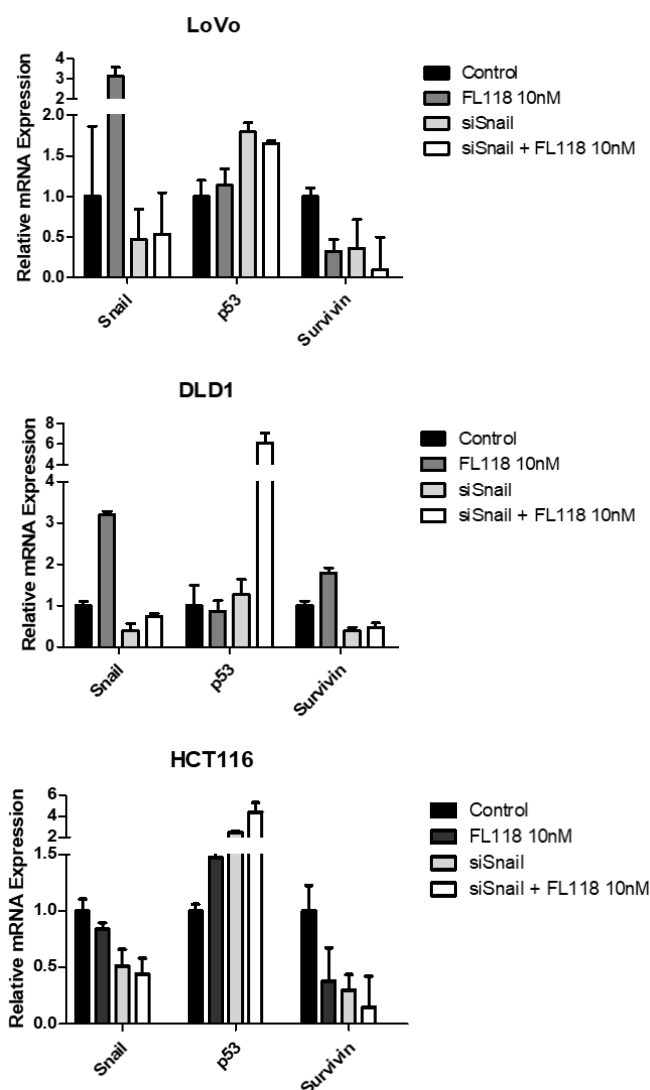 LoVo
Relative mRNA Expression
4
3
2
2.0
1.5
1.0
0.5
0.0
Snail
p53
Survivin
Control
FL118 10nM
siSnail
siSnail + FL118 10nM
DLD1
Relative mRNA Expression
8
6
4
4
3
2
1
0
Snail
p53
Survivin
Control
FL118 10nM
siSnail
siSnail + FL118 10nM
HCT116
Relative mRNA Expression
6
4
2
1.5
1.0
0.5
0.0
Snail
p53
Survivin
Control
FL118 10nM
siSnail
siSnail + FL118 10nM